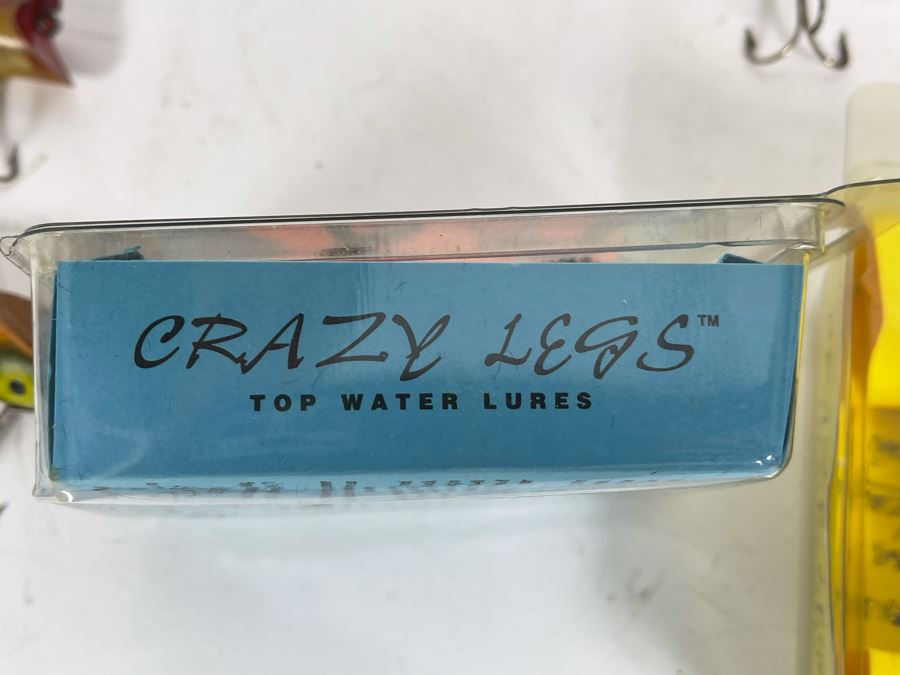 CRAZY LEGS™
TOP WATER LURES